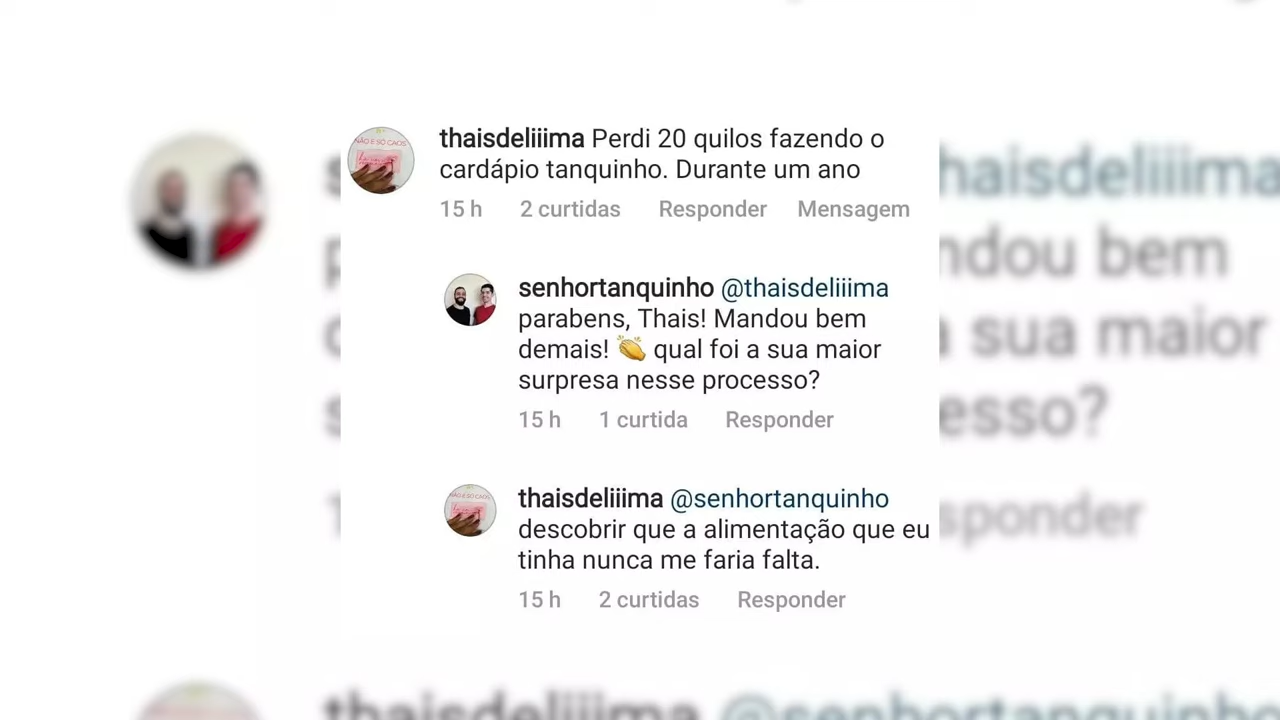 thaisdeliiima Perdi 20 quilos fazendo o
cardápio tanquinho. Durante um ano
15 h 2 curtidas Responder Mensagem
senhortanquinho @thaisdeliiima
parabens, Thais! Mandou bem
demais! 👏 qual foi a sua maior
surpresa nesse processo?
15 h 1 curtida Responder
thaisdeliiima @senhortanquinho
descobrir que a alimentação que eu
tinha nunca me faria falta.
15 h 2 curtidas Responder